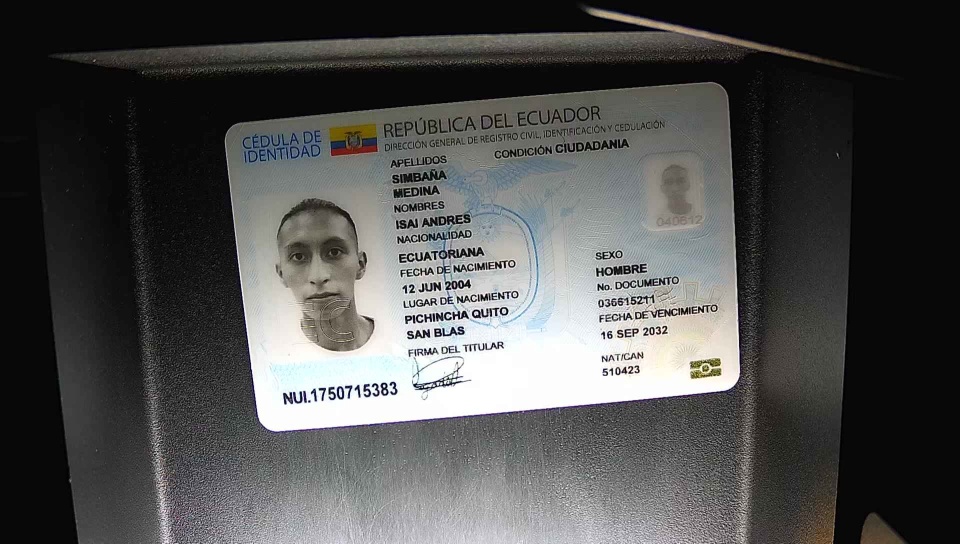 CÉDULA DE
IDENTIDAD
REPÚBLICA DEL ECUADOR
DIRECCIÓN GENERAL DE REGISTRO CIVIL, IDENTIFICACIÓN Y CEDULACIÓN
APELLIDOS
CONDICIÓN CIUDADANIA
SIMBAÑA
MEDINA
NOMBRES
ISAI ANDRES
NACIONALIDAD
ECUATORIANA
FECHA DE NACIMIENTO
12 JUN 2004
LUGAR DE NACIMIENTO
PICHINCHA QUITO
SAN BLAS
FIRMA DEL TITULAR
040612
SEXO
HOMBRE
No. DOCUMENTO
036615211
FECHA DE VENCIMIENTO
16 SEP 2032
NAT/CAN
510423
NUI.1750715383